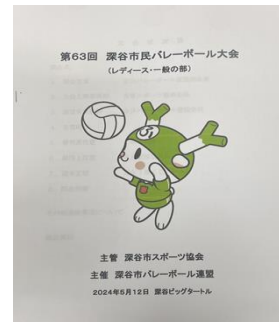 第63回 深谷市民バレーボール大会
(レディース・一般の部)
主管 深谷市スポーツ協会
主催 深谷市バレーボール連盟
2024年5月12日 深谷ビッグタートル